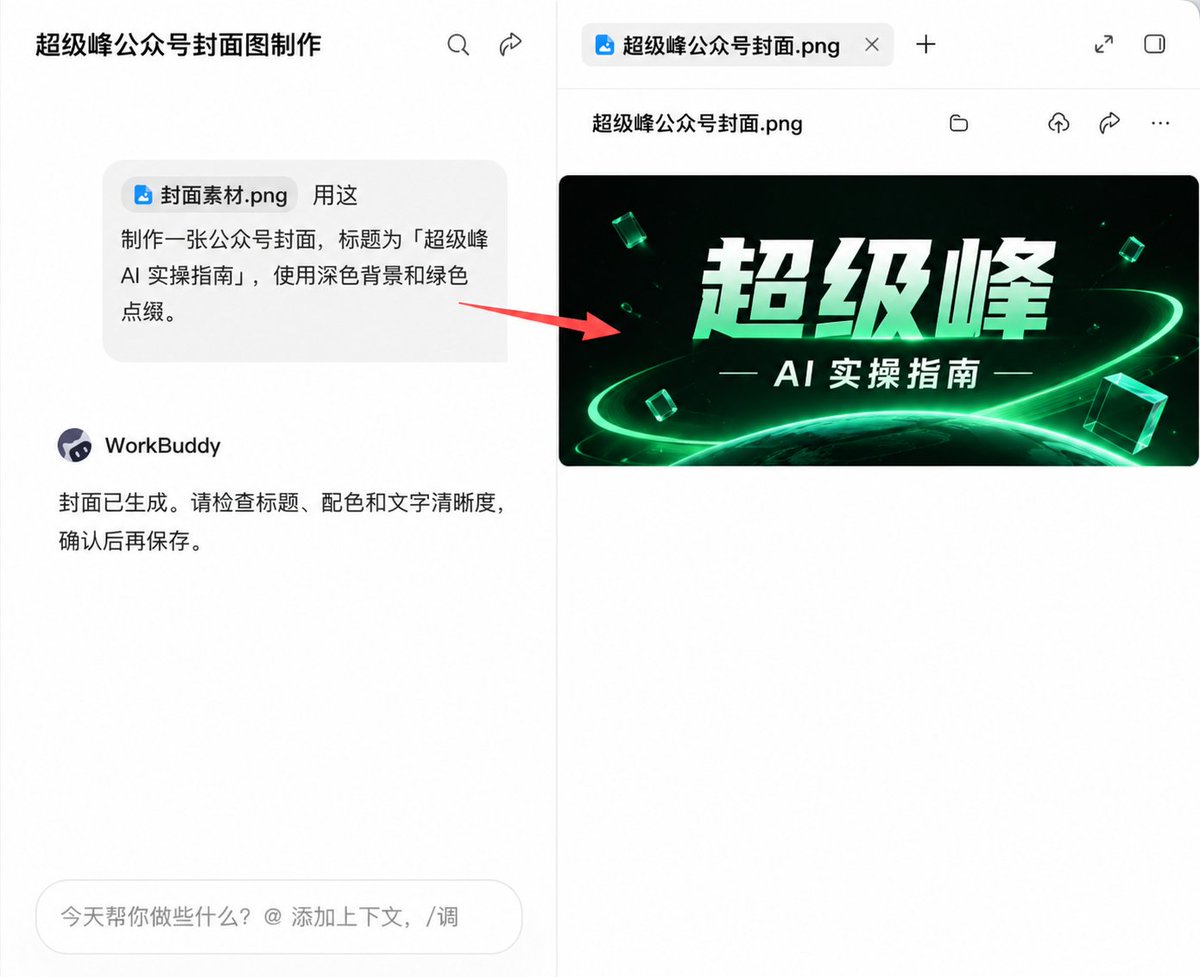 超级峰公众号封面图制作
封面素材.png 用这
制作一张公众号封面，标题为「超级峰
AI 实操指南」，使用深色背景和绿色
点缀。
WorkBuddy
封面已生成。请检查标题、配色和文字清晰度，
确认后再保存。
今天帮你做些什么？@ 添加上下文，/调
超级峰公众号封面.png
超级峰公众号封面.png
超级峰
AI 实操指南